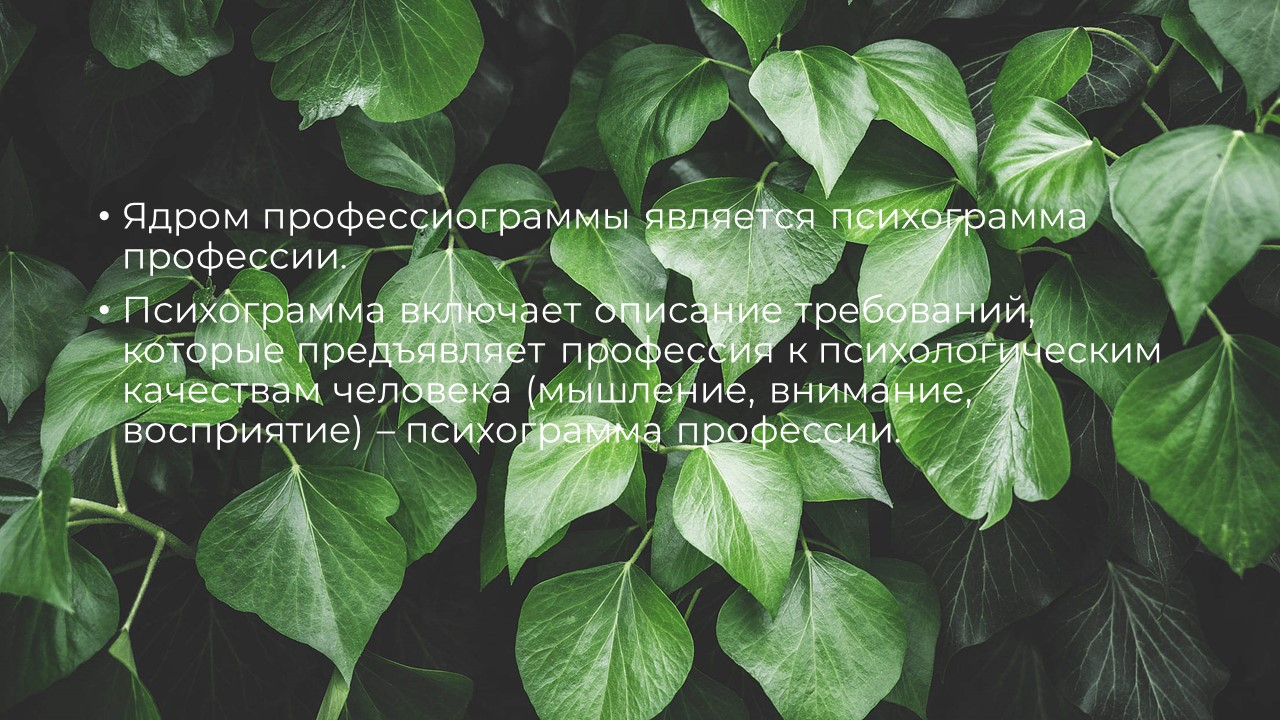 • Ядром профессиограммы является психограмма
профессии.
• Психограмма включает описание требований,
которые предъявляет профессия к психологическим
качествам человека (мышление, внимание,
восприятие) – психограмма профессии.